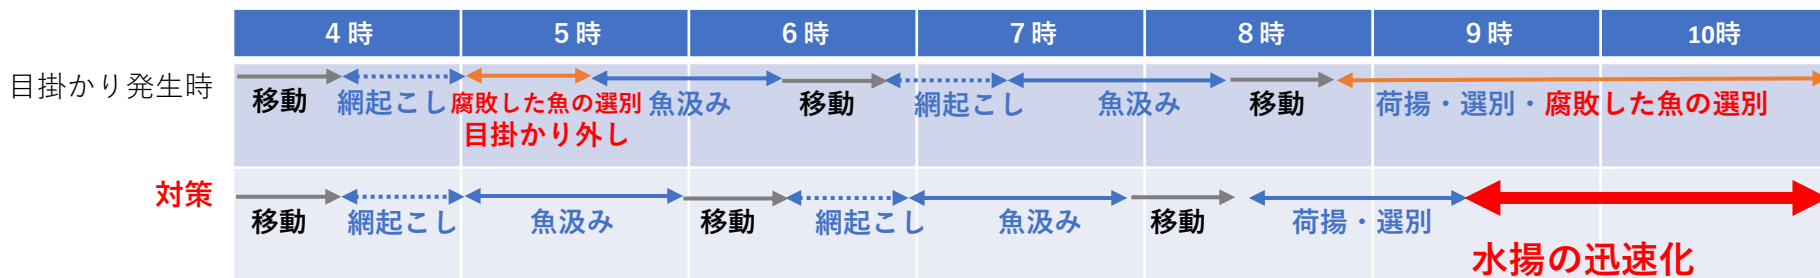 4時 5時 6時 7時 8時 9時 10時
目掛かり発生時
移動 網起こし 腐敗した魚の選別 魚汲み 移動 網起こし 魚汲み 移動 荷揚・選別・腐敗した魚の選別
目掛かり外し
対策
移動 網起こし 魚汲み 移動 網起こし 魚汲み 移動 荷揚・選別
水揚の迅速化